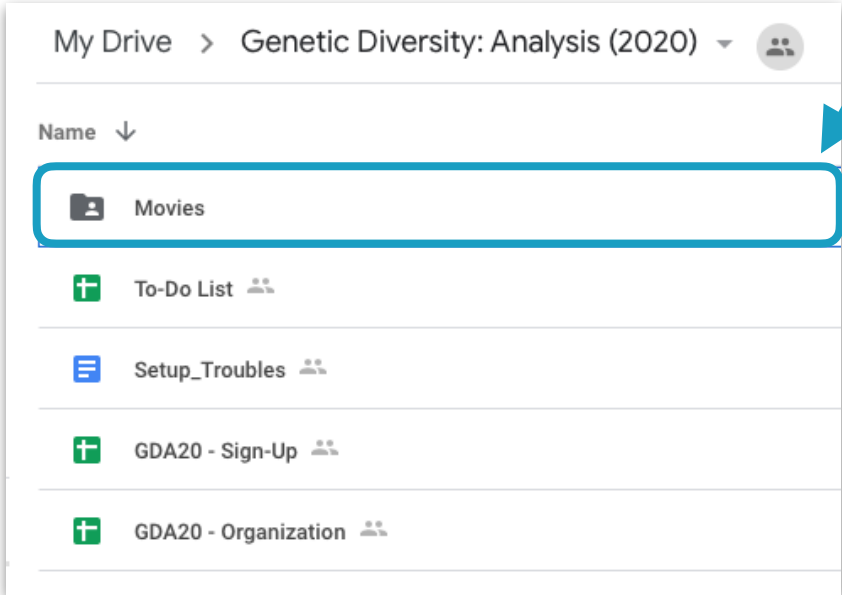 My Drive > Genetic Diversity: Analysis (2020)
Name
Movies
To-Do List
Setup_Troubles
GDA20 - Sign-Up
GDA20 - Organization